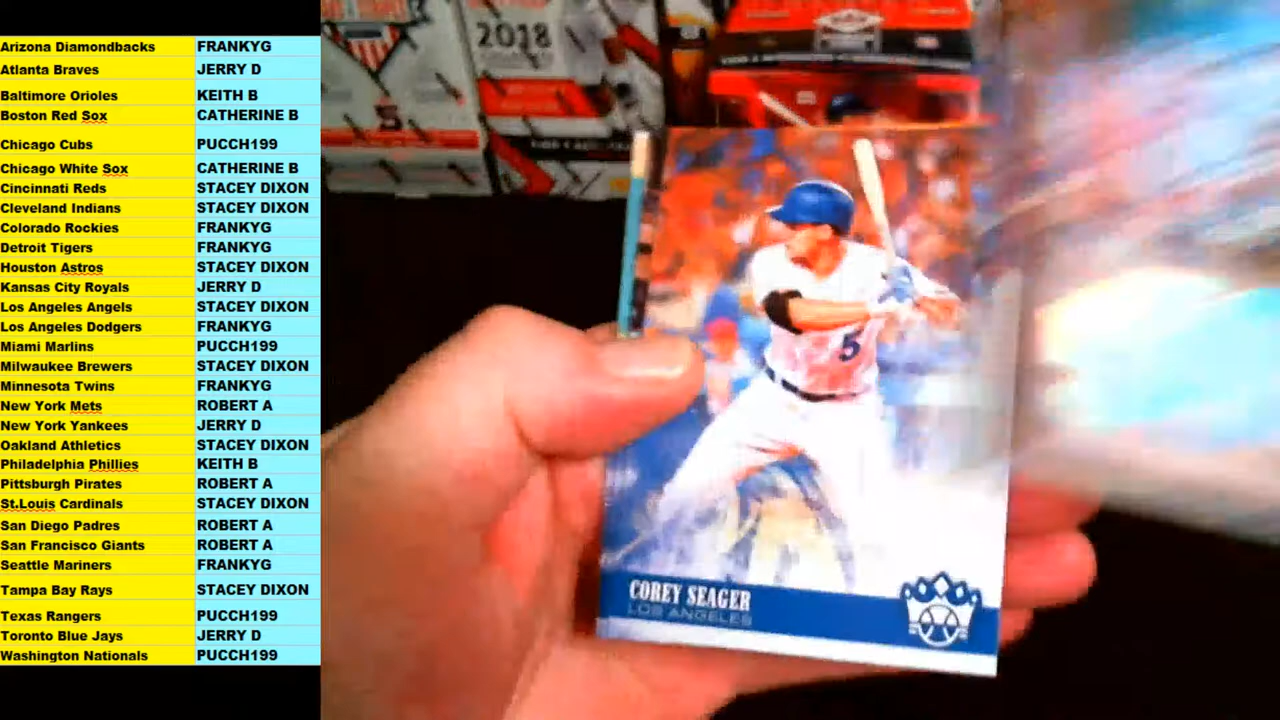 Arizona Diamondbacks FRANKYG
Atlanta Braves JERRY D
Baltimore Orioles KEITH B
Boston Red Sox CATHERINE B
Chicago Cubs PUCCH199
Chicago White Sox CATHERINE B
Cincinnati Reds STACEY DIXON
Cleveland Indians STACEY DIXON
Colorado Rockies FRANKYG
Detroit Tigers FRANKYG
Houston Astros STACEY DIXON
Kansas City Royals JERRY D
Los Angeles Angels STACEY DIXON
Los Angeles Dodgers FRANKYG
Miami Marlins PUCCH199
Milwaukee Brewers STACEY DIXON
Minnesota Twins FRANKYG
New York Mets ROBERT A
New York Yankees JERRY D
Oakland Athletics STACEY DIXON
Philadelphia Phillies KEITH B
Pittsburgh Pirates ROBERT A
St.Louis Cardinals STACEY DIXON
San Diego Padres ROBERT A
San Francisco Giants ROBERT A
Seattle Mariners FRANKYG
Tampa Bay Rays STACEY DIXON
Texas Rangers PUCCH199
Toronto Blue Jays JERRY D
Washington Nationals PUCCH199
2018
5
5
COREY SEAGER
LOS ANGELES